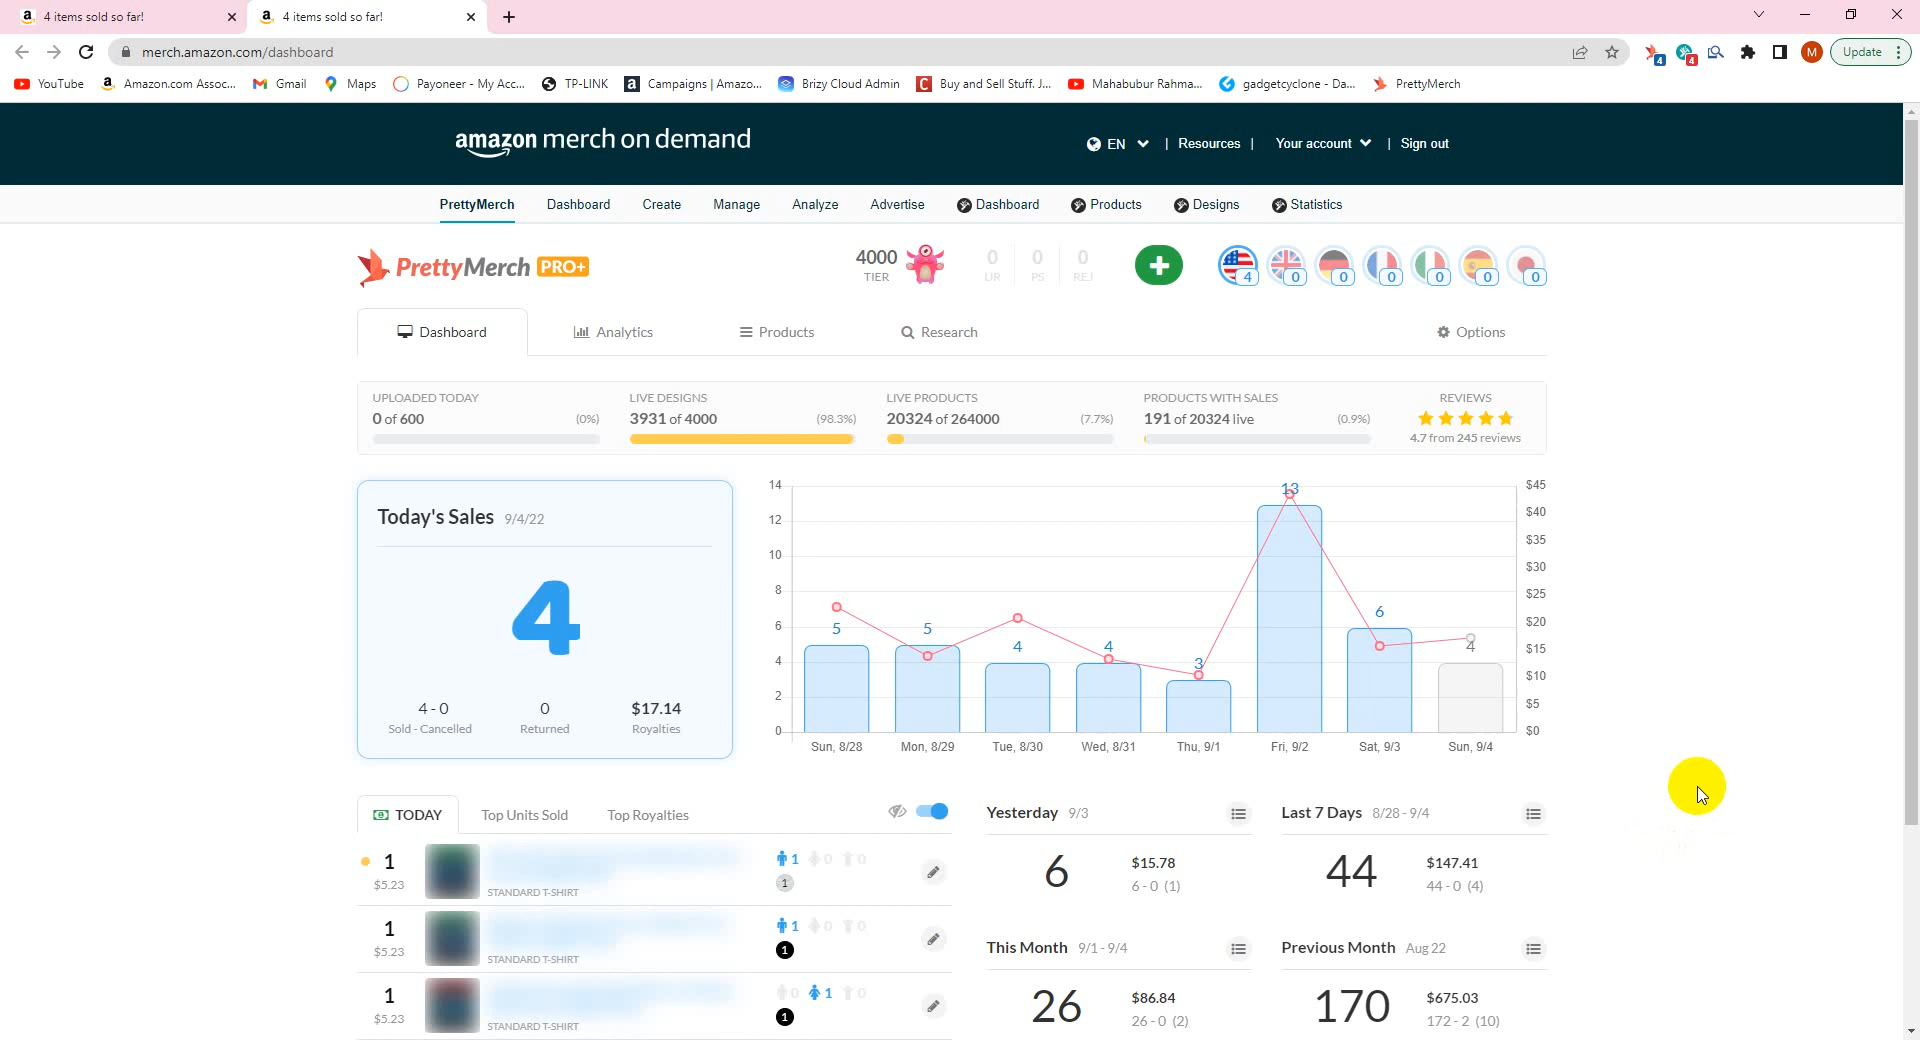 4 items sold so far!
4 items sold so far!
merch.amazon.com/dashboard
4
4
M
Update
YouTube
Amazon.com Assoc...
Gmail
Maps
Payoneer - My Acc...
TP-LINK
Campaigns | Amazo...
Brizy Cloud Admin
Buy and Sell Stuff. J...
Mahabubur Rahma...
gadgetcyclone - Da...
PrettyMerch
amazon merch on demand
EN | Resources | Your account | Sign out
PrettyMerch Dashboard Create Manage Analyze Advertise Dashboard Products Designs Statistics
PrettyMerch PRO+
4000
TIER
0
UR
0
PS
0
REJ
4 0 0 0 0 0 0
Dashboard Analytics Products Research Options
UPLOADED TODAY
0 of 600 (0%)
LIVE DESIGNS
3931 of 4000 (98.3%)
LIVE PRODUCTS
20324 of 264000 (7.7%)
PRODUCTS WITH SALES
191 of 20324 live (0.9%)
REVIEWS
4.7 from 245 reviews
Today's Sales 9/4/22
4
4 - 0
Sold - Cancelled
0
Returned
$17.14
Royalties
14
12
10
8
6
4
2
0
5 5 4 4 3 13 6 4
$45
$40
$35
$30
$25
$20
$15
$10
$5
$0
Sun, 8/28 Mon, 8/29 Tue, 8/30 Wed, 8/31 Thu, 9/1 Fri, 9/2 Sat, 9/3 Sun, 9/4
TODAY Top Units Sold Top Royalties
1
$5.23
STANDARD T-SHIRT
1 0 0
1
1
$5.23
STANDARD T-SHIRT
1 0 0
1
1
$5.23
STANDARD T-SHIRT
0 1 0
1
Yesterday 9/3
6
$15.78
6 - 0 (1)
Last 7 Days 8/28 - 9/4
44
$147.41
44 - 0 (4)
This Month 9/1 - 9/4
26
$86.84
26 - 0 (2)
Previous Month Aug 22
170
$675.03
172 - 2 (10)